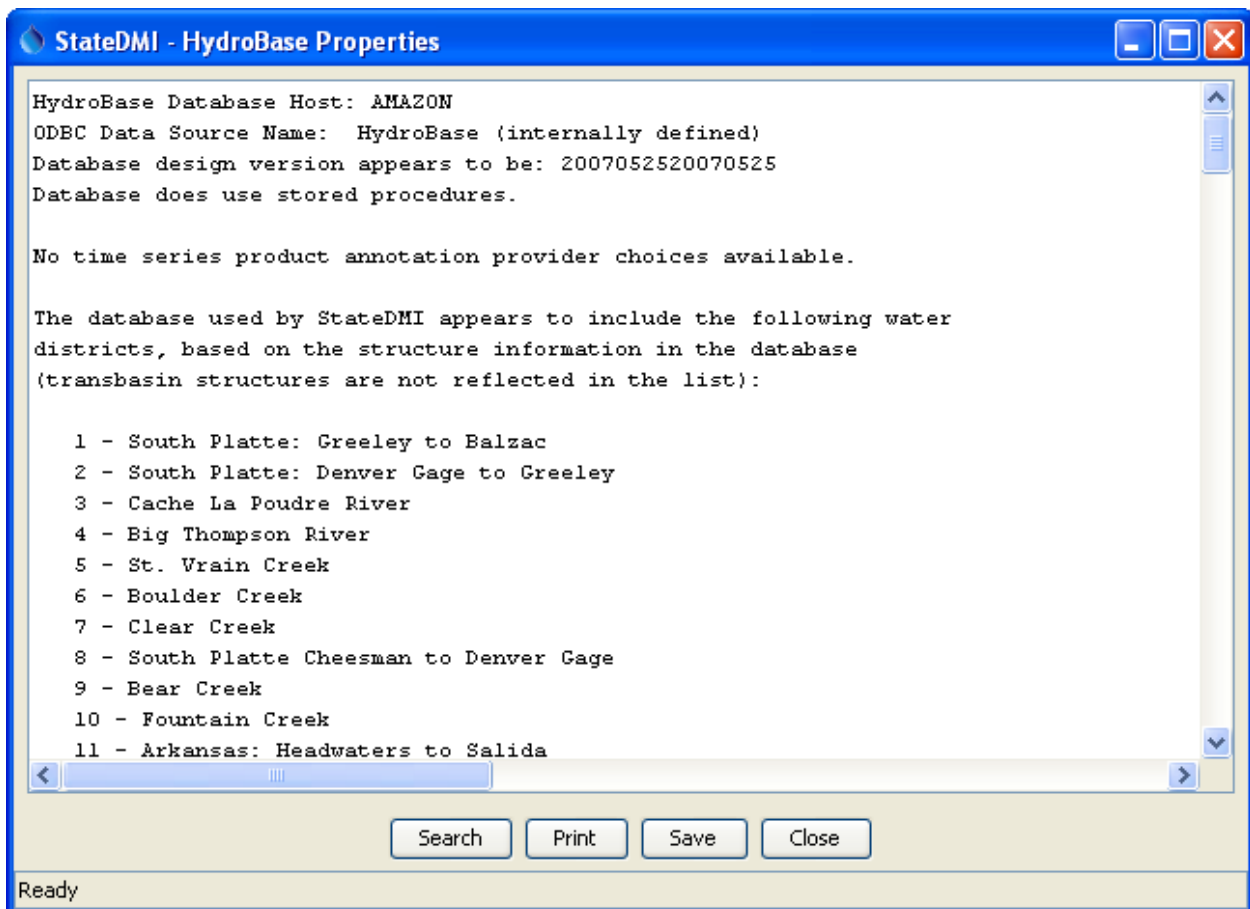 StateDMI - HydroBase Properties
HydroBase Database Host: AMAZON
ODBC Data Source Name:  HydroBase (internally defined)
Database design version appears to be: 2007052520070525
Database does use stored procedures.
No time series product annotation provider choices available.
The database used by StateDMI appears to include the following water
districts, based on the structure information in the database
(transbasin structures are not reflected in the list):
1 - South Platte: Greeley to Balzac
2 - South Platte: Denver Gage to Greeley
3 - Cache La Poudre River
4 - Big Thompson River
5 - St. Vrain Creek
6 - Boulder Creek
7 - Clear Creek
8 - South Platte Cheesman to Denver Gage
9 - Bear Creek
10 - Fountain Creek
11 - Arkansas: Headwaters to Salida
Search Print Save Close
Ready